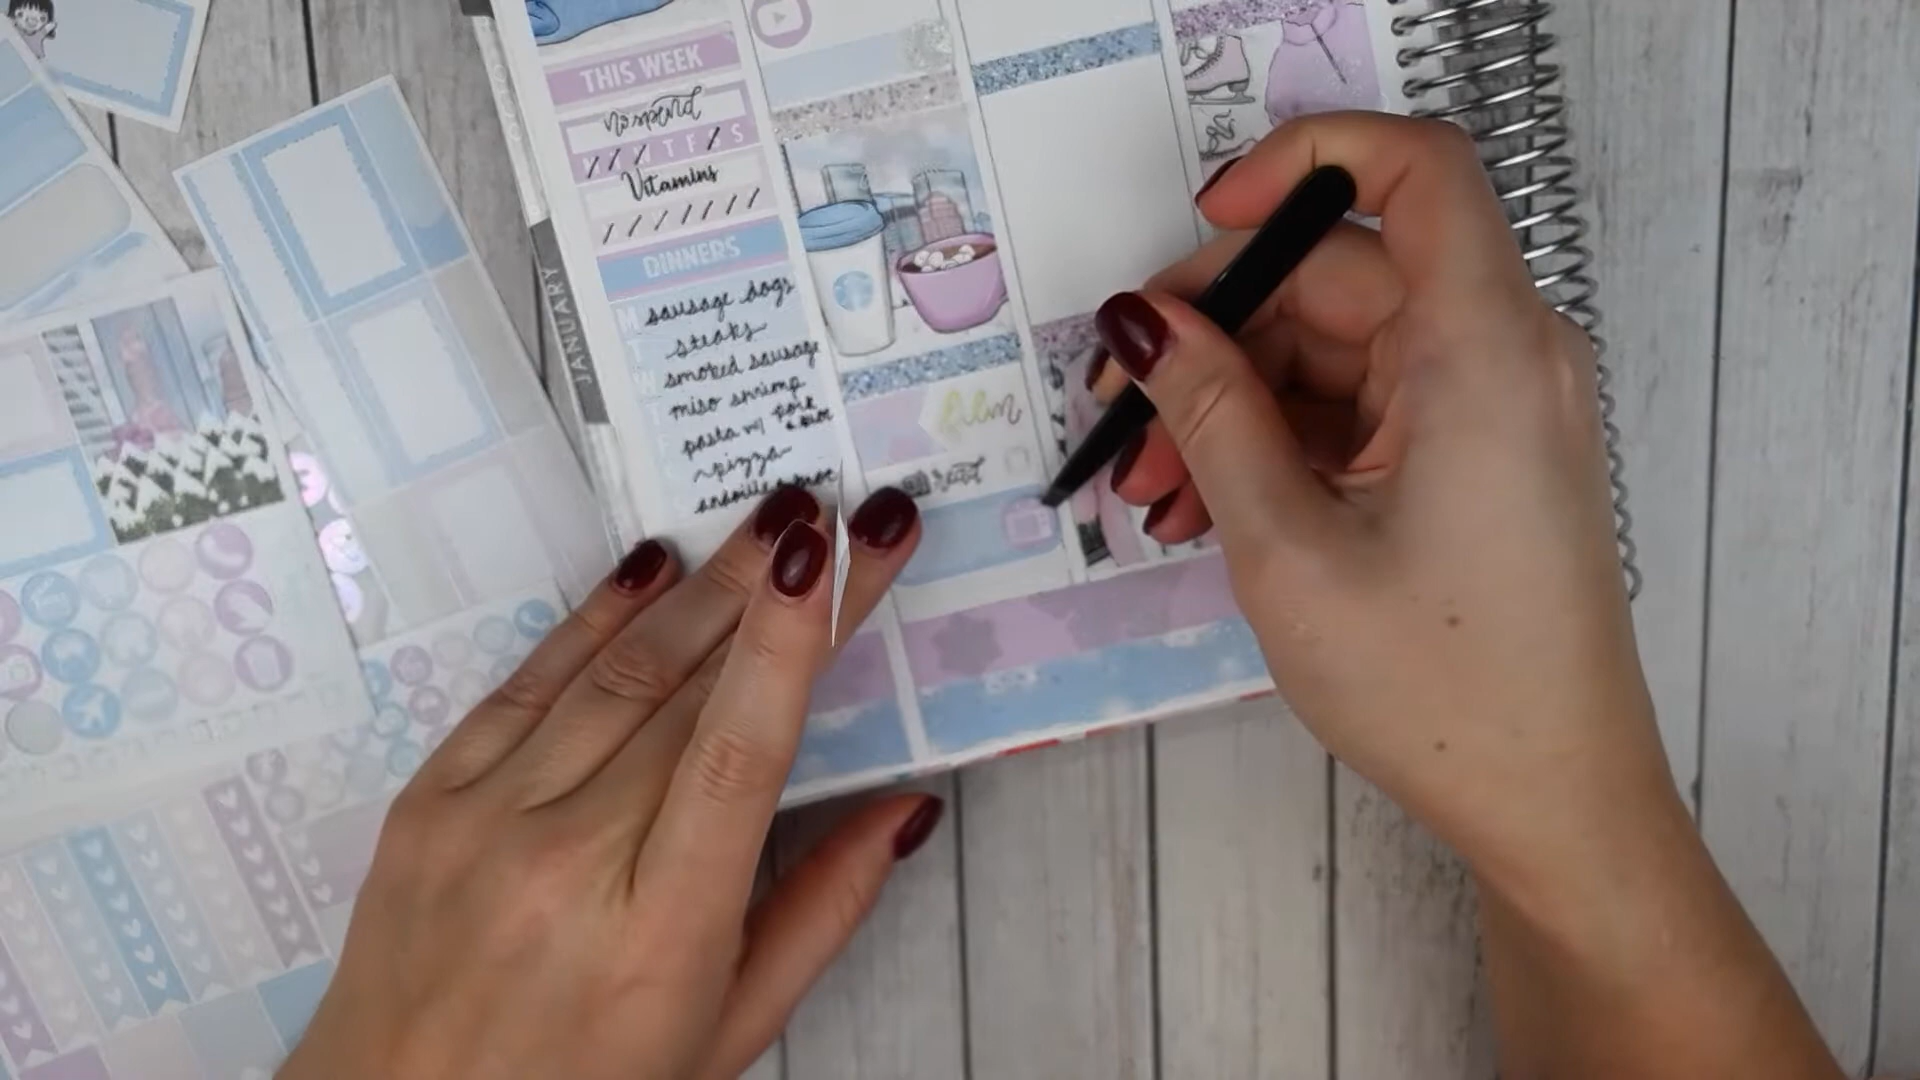 THIS WEEK
no spend
M W T F S S
Vitamins
DINNERS
M sausage dogs
T steaks
W smoked sausage
miso shrimp
pasta w/ pork
pizza
film
JANUARY